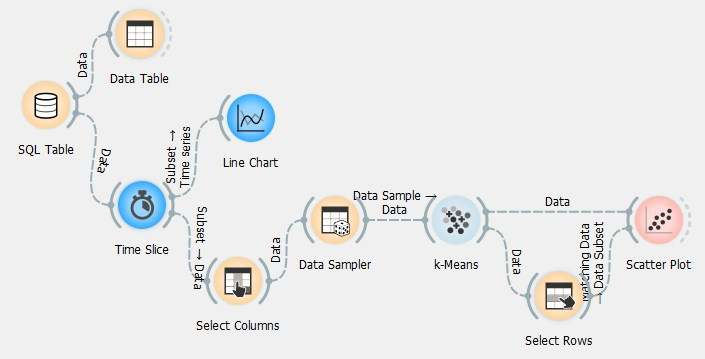 Data
Data Table
SQL Table
Data
Subset →
Time series
Line Chart
Time Slice
Subset → Data
Select Columns
Data
Data Sampler
Data Sample →
Data
k-Means
Data
Data
Select Rows
Matching Data
→ Data Subset
Scatter Plot